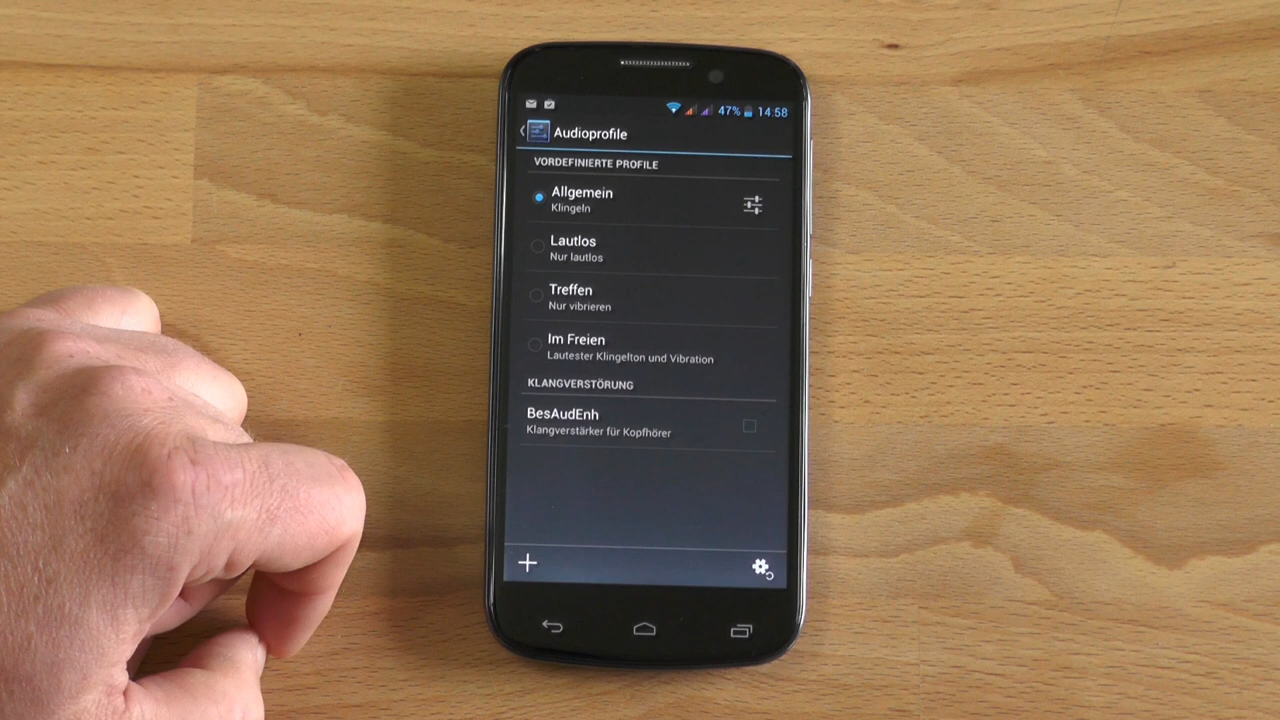 47% 14:58
Audioprofile
VORDEFINIERTE PROFILE
Allgemein
Klingeln
Lautlos
Nur lautlos
Treffen
Nur vibrieren
Im Freien
Lautester Klingelton und Vibration
KLANGVERSTÖRUNG
BesAudEnh
Klangverstärker für Kopfhörer